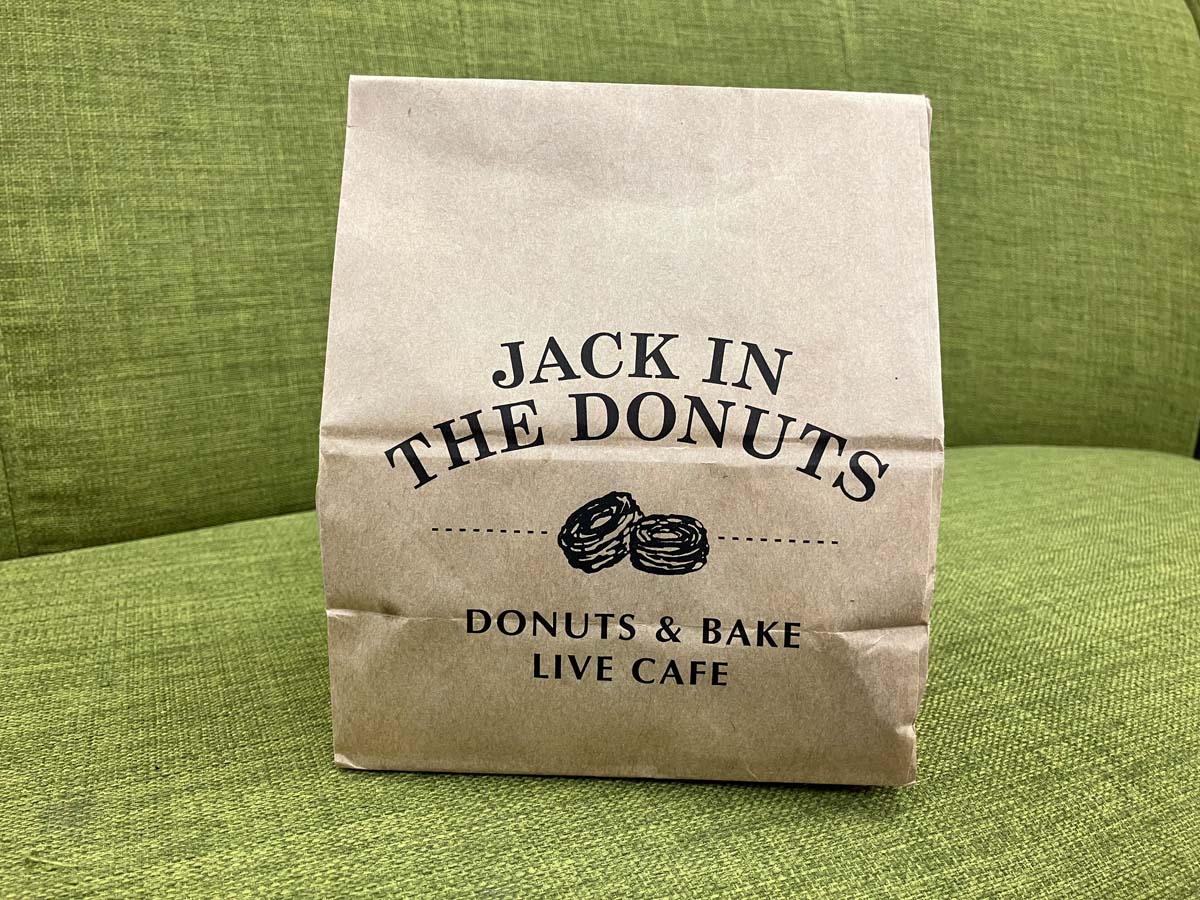 JACK IN
THE DONUTS
DONUTS & BAKE
LIVE CAFE